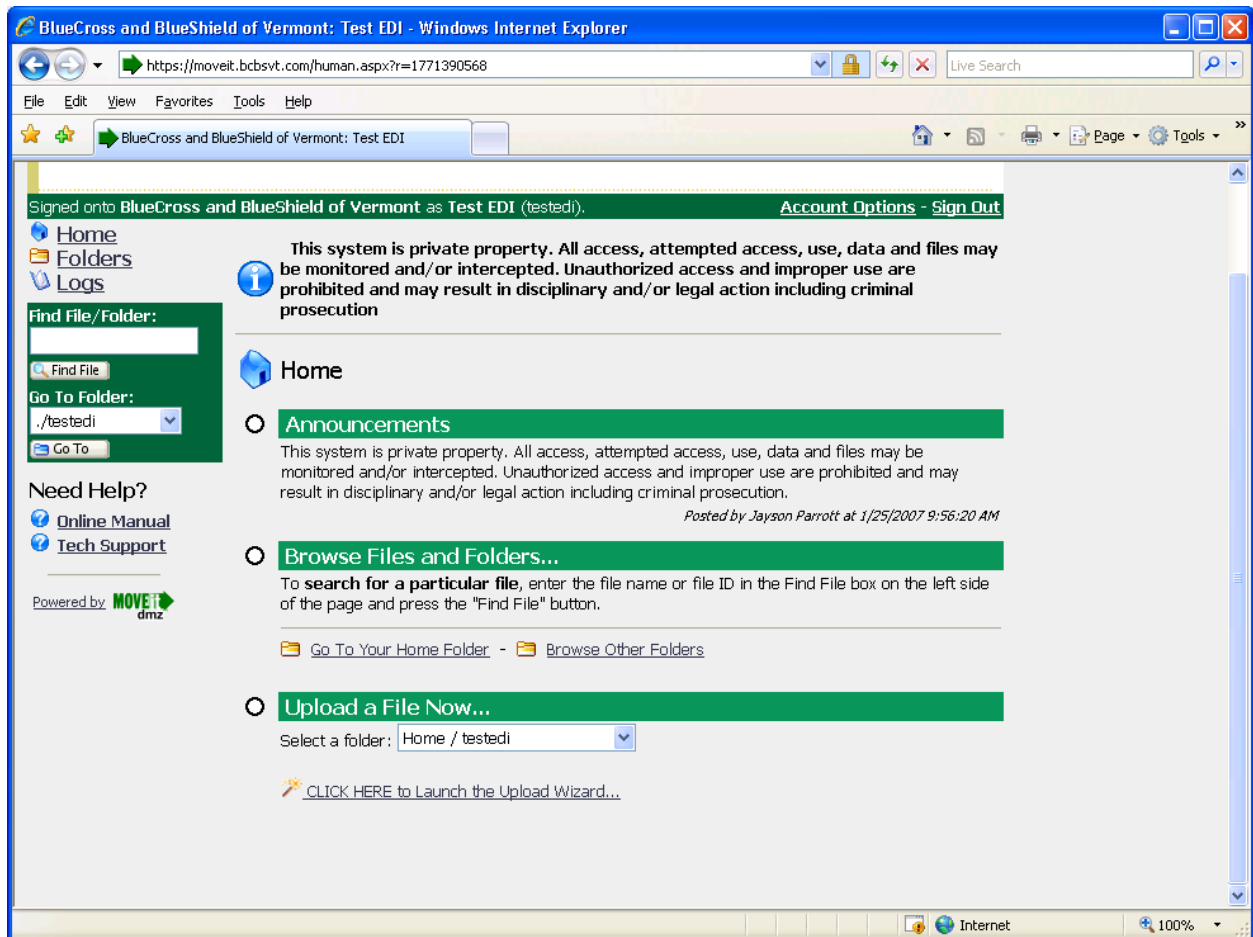 BlueCross and BlueShield of Vermont: Test EDI - Windows Internet Explorer
https://moveit.bcbsvt.com/human.aspx?r=1771390568
Live Search
File Edit View Favorites Tools Help
BlueCross and BlueShield of Vermont: Test EDI
Page Tools »
Signed onto BlueCross and BlueShield of Vermont as Test EDI (testedi). Account Options - Sign Out
Home
Folders
Logs
Find File/Folder:
Find File
Go To Folder:
./testedi
Go To
Need Help?
Online Manual
Tech Support
Powered by MOVEit dmz
This system is private property. All access, attempted access, use, data and files may
be monitored and/or intercepted. Unauthorized access and improper use are
prohibited and may result in disciplinary and/or legal action including criminal
prosecution
Home
Announcements
This system is private property. All access, attempted access, use, data and files may be
monitored and/or intercepted. Unauthorized access and improper use are prohibited and may
result in disciplinary and/or legal action including criminal prosecution.
Posted by Jayson Parrott at 1/25/2007 9:56:20 AM
Browse Files and Folders...
To search for a particular file, enter the file name or file ID in the Find File box on the left side
of the page and press the "Find File" button.
Go To Your Home Folder - Browse Other Folders
Upload a File Now...
Select a folder: Home / testedi
CLICK HERE to Launch the Upload Wizard...
Internet 100%